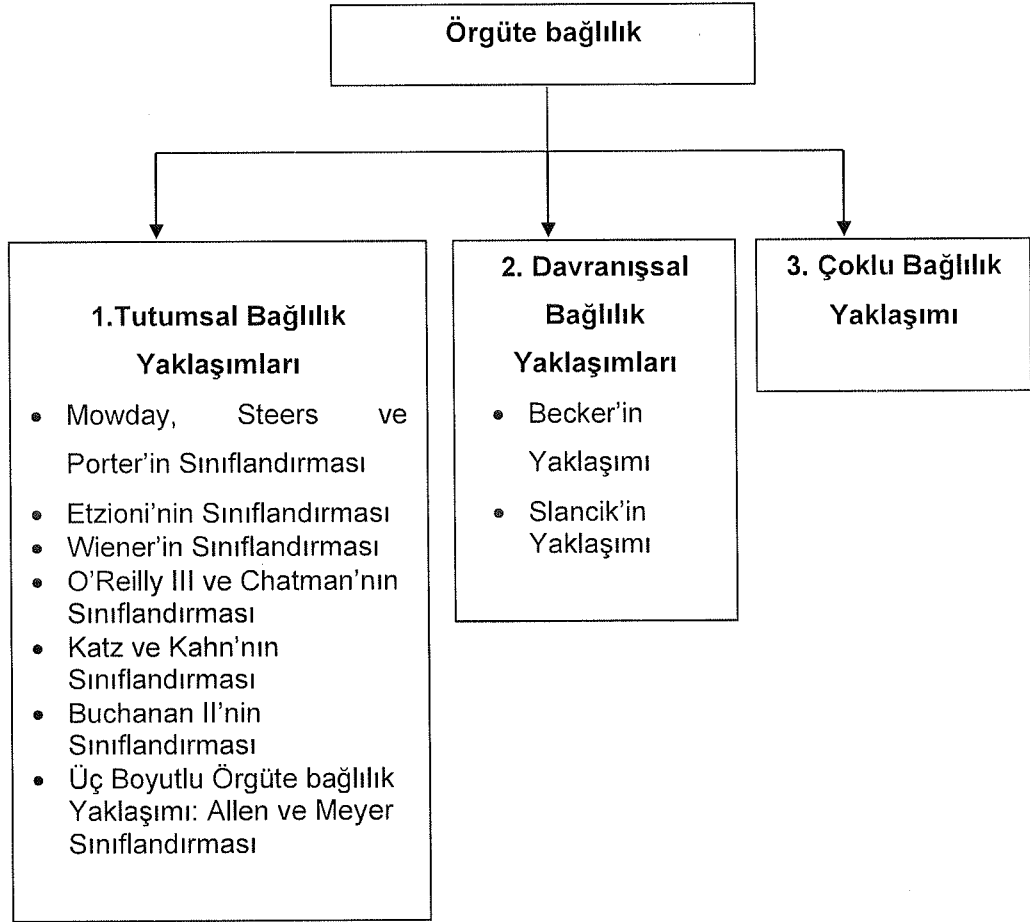 Örgüte bağlılık
1.Tutumsal Bağlılık
Yaklaşımları
• Mowday, Steers ve
Porter'in Sınıflandırması
• Etzioni'nin Sınıflandırması
• Wiener'in Sınıflandırması
• O'Reilly III ve Chatman'nın
Sınıflandırması
• Katz ve Kahn'nın
Sınıflandırması
• Buchanan II'nin
Sınıflandırması
• Üç Boyutlu Örgüte bağlılık
Yaklaşımı: Allen ve Meyer
Sınıflandırması
2. Davranışsal
Bağlılık
Yaklaşımları
• Becker'in
Yaklaşımı
• Slancik'in
Yaklaşımı
3. Çoklu Bağlılık
Yaklaşımı